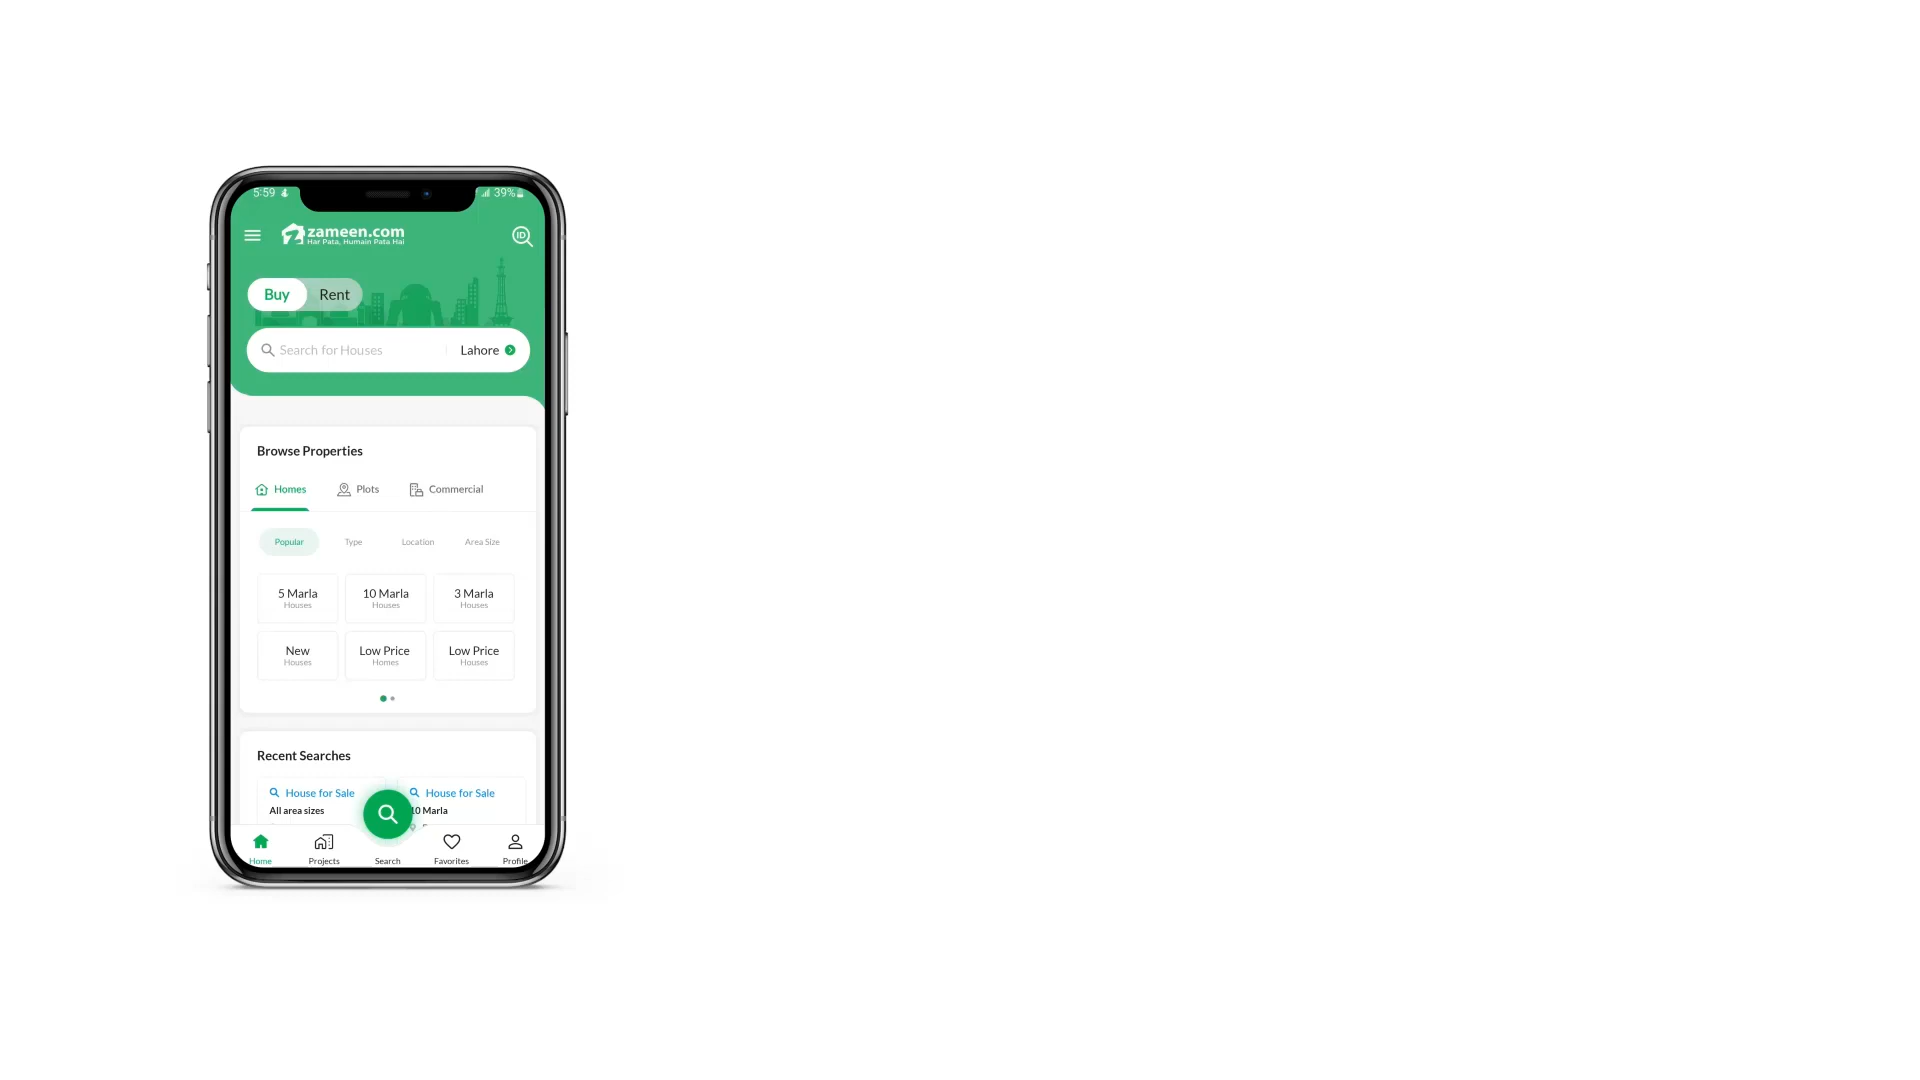 5:59 39%
zameen.com
Har Pata, Humain Pata Hai
ID
Buy Rent
Search for Houses Lahore
Browse Properties
Homes Plots Commercial
Popular Type Location Area Size
5 Marla 10 Marla 3 Marla
Houses Houses Houses
New Low Price Low Price
Houses Homes Houses
Recent Searches
House for Sale House for Sale
All area sizes 10 Marla
Home Projects Search Favorites Profile